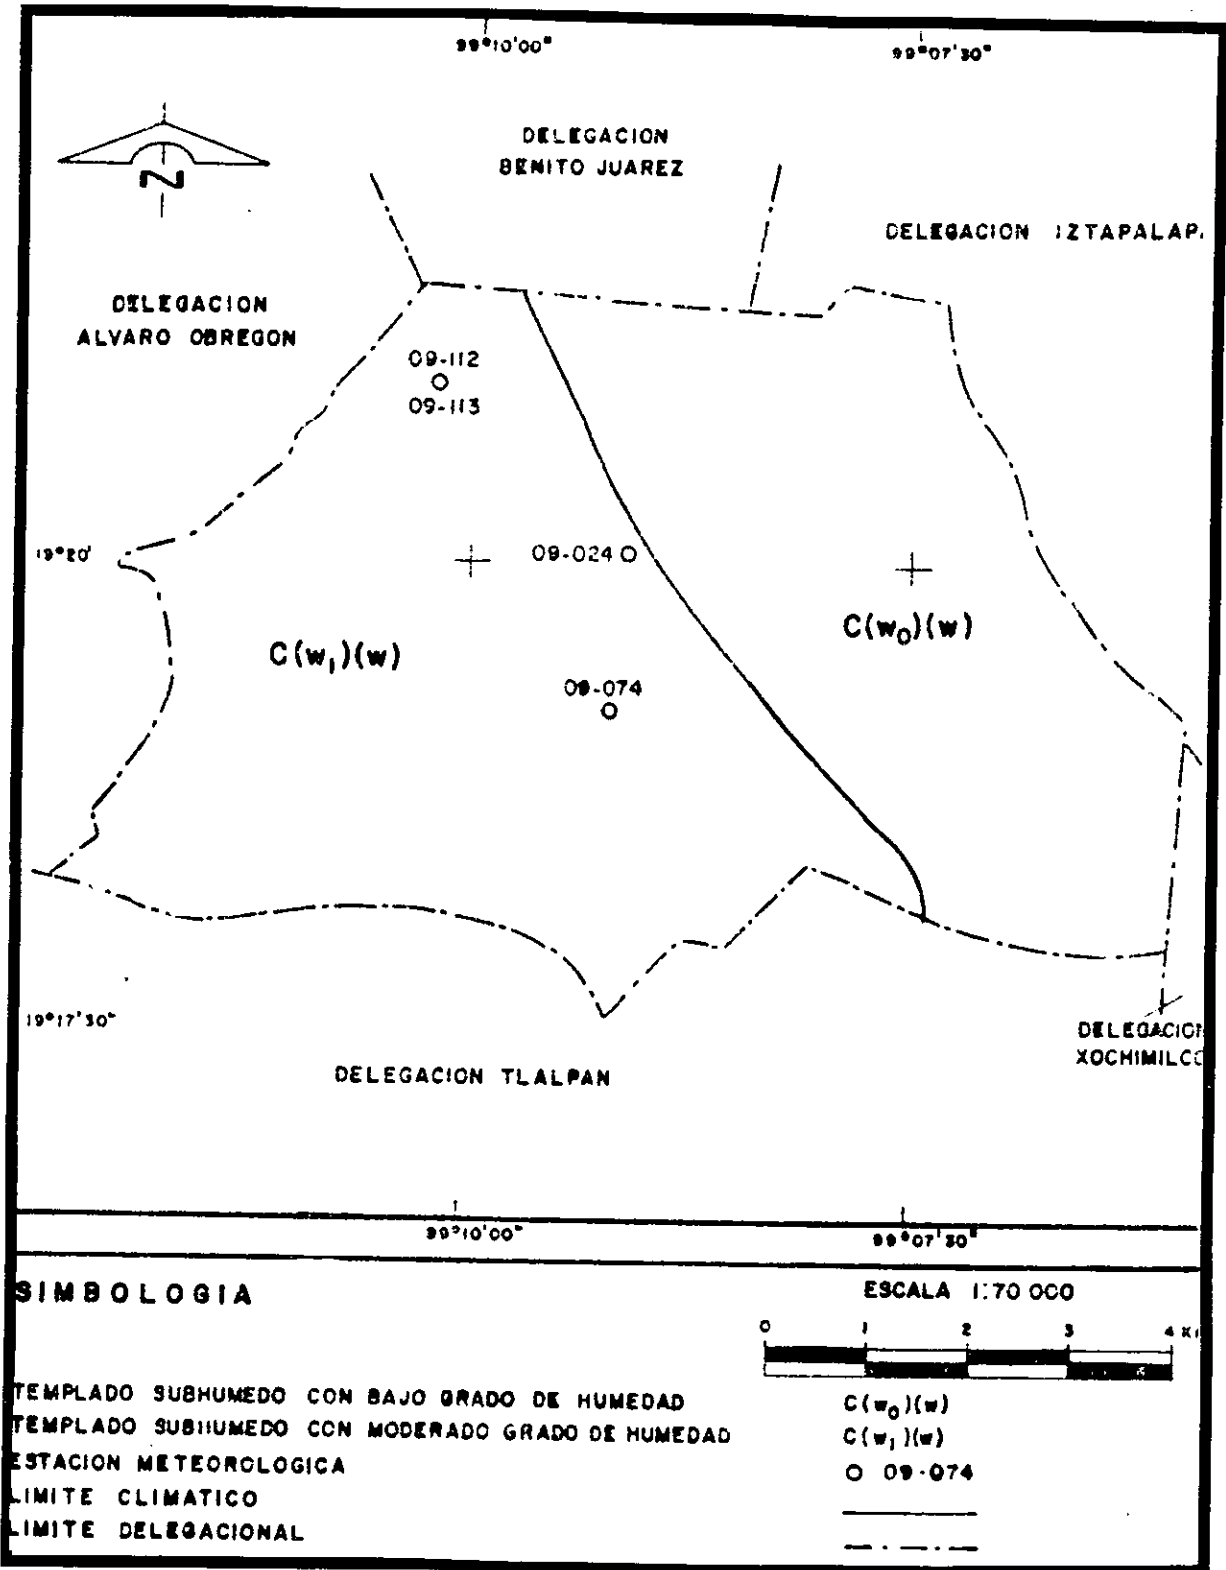 99°10'00"
99°07'30"
DELEGACION
BENITO JUAREZ
N
DELEGACION IZTAPALAP
DELEGACION
ALVARO OBREGON
09-112
09-113
19°20'
09-024
C(w₁)(w)
C(w₀)(w)
09-074
19°17'30"
DELEGACION
XOCHIMILCO
DELEGACION TLALPAN
99°10'00"
99°07'30"
SIMBOLOGIA
ESCALA 1:70 000
0 1 2 3 4 K
TEMPLADO SUBHUMEDO CON BAJO GRADO DE HUMEDAD C(w₀)(w)
TEMPLADO SUBHUMEDO CON MODERADO GRADO DE HUMEDAD C(w₁)(w)
ESTACION METEOROLOGICA 09-074
LIMITE CLIMATICO
LIMITE DELEGACIONAL